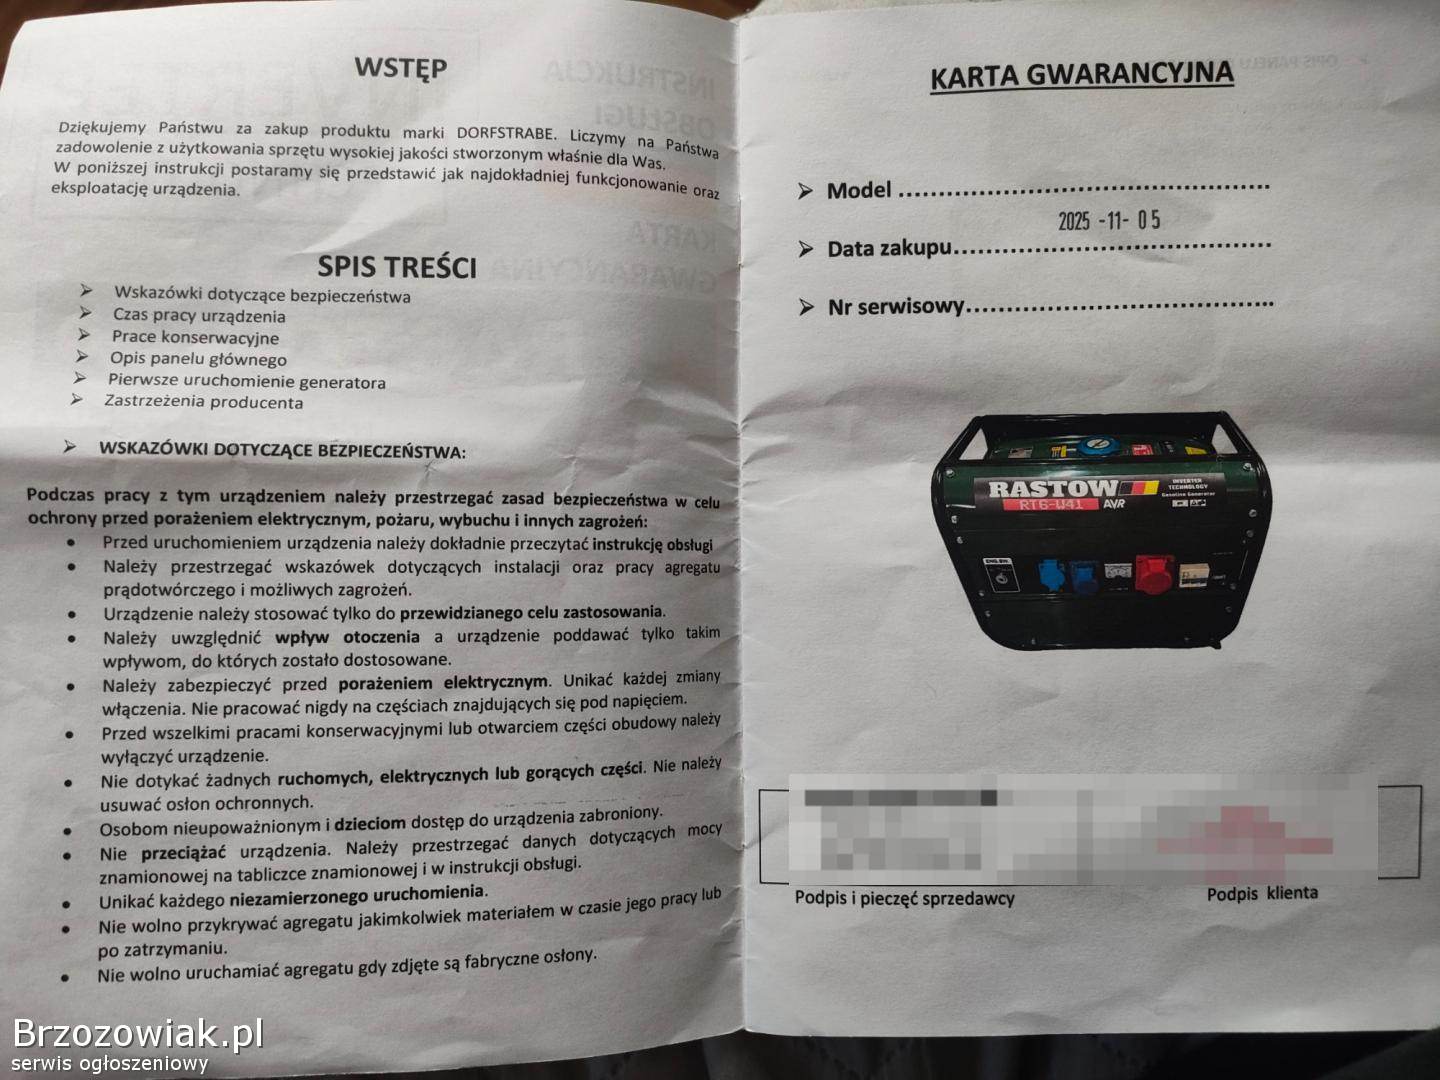 WSTĘP
Dziękujemy Państwu za zakup produktu marki DORFSTRABE. Liczymy na Państwa
zadowolenie z użytkowania sprzętu wysokiej jakości stworzonym właśnie dla Was.
W poniższej instrukcji postaramy się przedstawić jak najdokładniej funkcjonowanie oraz
eksploatację urządzenia.
SPIS TREŚCI
➢ Wskazówki dotyczące bezpieczeństwa
➢ Czas pracy urządzenia
➢ Prace konserwacyjne
➢ Opis panelu głównego
➢ Pierwsze uruchomienie generatora
➢ Zastrzeżenia producenta
➢ WSKAZÓWKI DOTYCZĄCE BEZPIECZEŃSTWA:
Podczas pracy z tym urządzeniem należy przestrzegać zasad bezpieczeństwa w celu
ochrony przed porażeniem elektrycznym, pożaru, wybuchu i innych zagrożeń:
• Przed uruchomieniem urządzenia należy dokładnie przeczytać instrukcję obsługi
• Należy przestrzegać wskazówek dotyczących instalacji oraz pracy agregatu
prądotwórczego i możliwych zagrożeń.
• Urządzenie należy stosować tylko do przewidzianego celu zastosowania.
• Należy uwzględnić wpływ otoczenia a urządzenie poddawać tylko takim
wpływom, do których zostało dostosowane.
• Należy zabezpieczyć przed porażeniem elektrycznym. Unikać każdej zmiany
włączenia. Nie pracować nigdy na częściach znajdujących się pod napięciem.
• Przed wszelkimi pracami konserwacyjnymi lub otwarciem części obudowy należy
wyłączyć urządzenie.
• Nie dotykać żadnych ruchomych, elektrycznych lub gorących części. Nie należy
usuwać osłon ochronnych.
• Osobom nieupoważnionym i dzieciom dostęp do urządzenia zabroniony.
• Nie przeciążać urządzenia. Należy przestrzegać danych dotyczących mocy
znamionowej na tabliczce znamionowej i w instrukcji obsługi.
• Unikać każdego niezamierzonego uruchomienia.
• Nie wolno przykrywać agregatu jakimkolwiek materiałem w czasie jego pracy lub
po zatrzymaniu.
• Nie wolno uruchamiać agregatu gdy zdjęte są fabryczne osłony.
KARTA GWARANCYJNA
➢ Model ..............................................
2025 -11- 05
➢ Data zakupu.......................................
➢ Nr serwisowy......................................
RASTOW
RT6-W41 AVR
INVERTER
TECHNOLOGY
Gasoline Generator
Podpis i pieczęć sprzedawcy
Podpis klienta
Brzozowiak.pl
serwis ogłoszeniowy